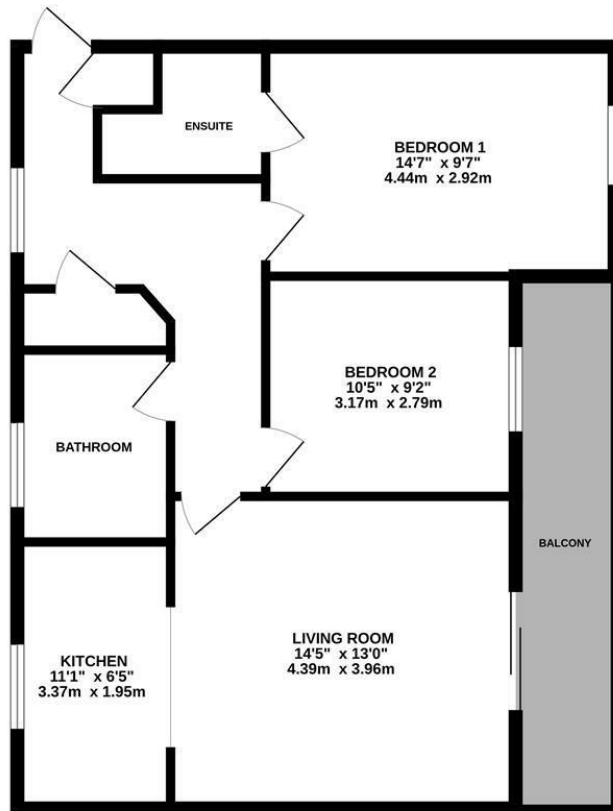 ENSUITE
BEDROOM 1
14'7" x 9'7"
4.44m x 2.92m
BEDROOM 2
10'5" x 9'2"
3.17m x 2.79m
BATHROOM
BALCONY
LIVING ROOM
14'5" x 13'0"
4.39m x 3.96m
KITCHEN
11'1" x 6'5"
3.37m x 1.95m